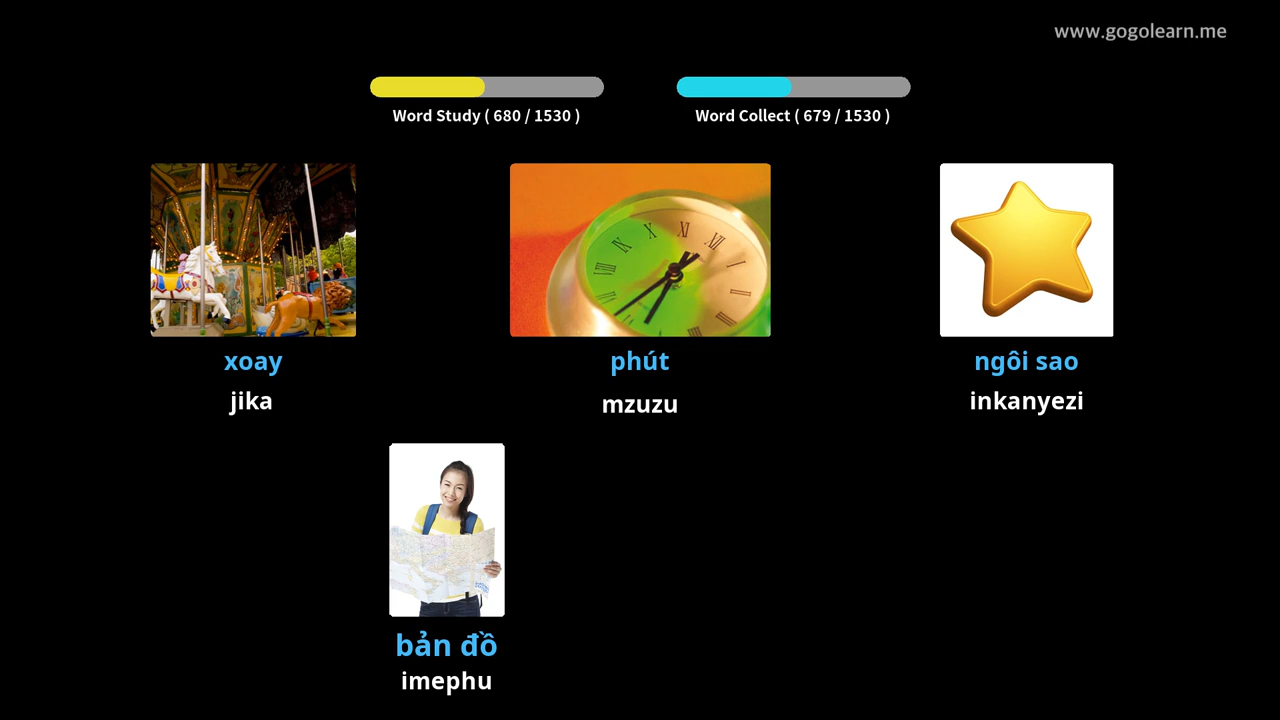 www.gogolearn.me
Word Study ( 680 / 1530 )
Word Collect ( 679 / 1530 )
xoay
jika
phút
mzuzu
ngôi sao
inkanyezi
bản đồ
imephu